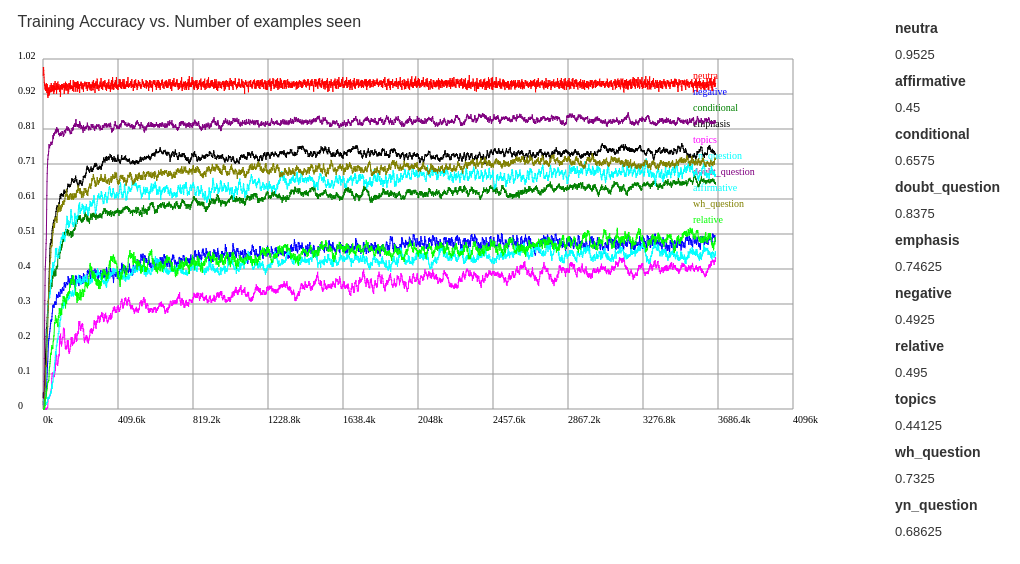 Training Accuracy vs. Number of examples seen
1.02
0.92
0.81
0.71
0.61
0.51
0.4
0.3
0.2
0.1
0
0k 409.6k 819.2k 1228.8k 1638.4k 2048k 2457.6k 2867.2k 3276.8k 3686.4k 4096k
neutra
negative
conditional
emphasis
topics
yn_question
doubt_question
affirmative
wh_question
relative
neutra
0.9525
affirmative
0.45
conditional
0.6575
doubt_question
0.8375
emphasis
0.74625
negative
0.4925
relative
0.495
topics
0.44125
wh_question
0.7325
yn_question
0.68625